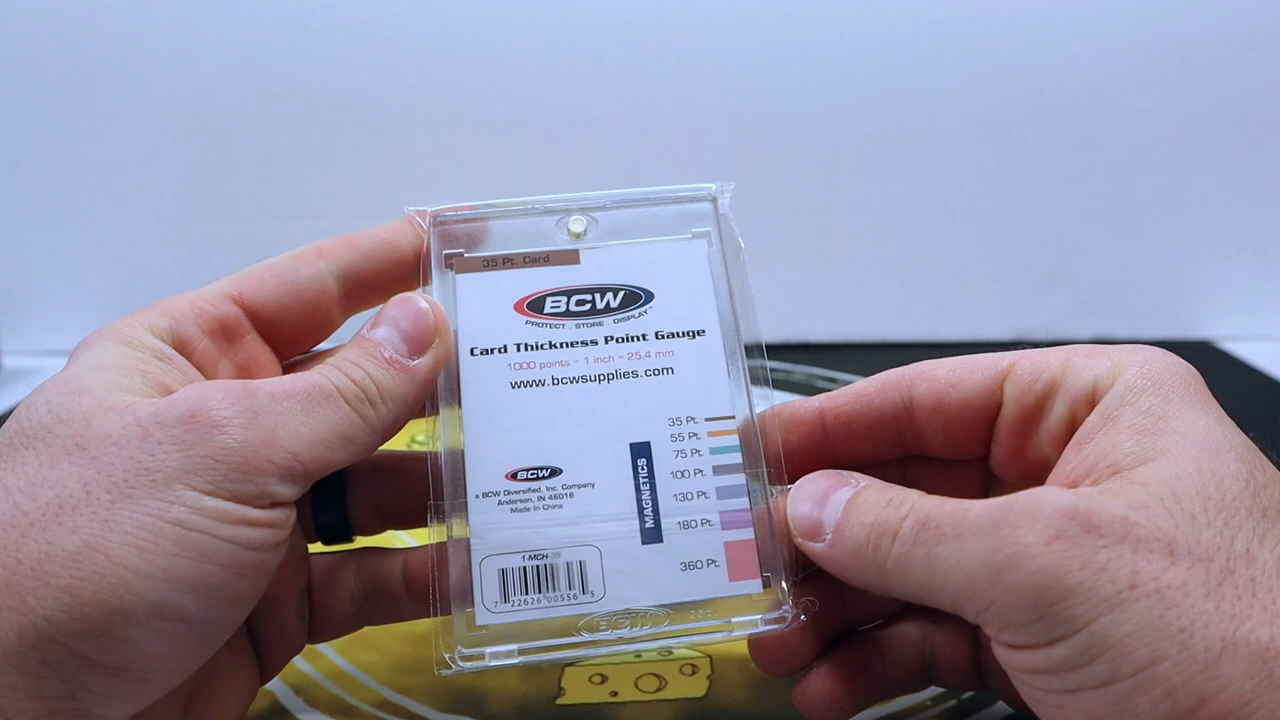 35 Pt. Card
BCW
PROTECT . STORE . DISPLAY
Card Thickness Point Gauge
1000 points = 1 inch = 25.4 mm
www.bcwsupplies.com
35 Pt.
55 Pt.
75 Pt.
100 Pt.
130 Pt.
180 Pt.
360 Pt.
MAGNETICS
BCW
a BCW Diversified, Inc. Company
Anderson, IN 46016
Made In China
1-MCH-35
7 22626 00556 5
BCW